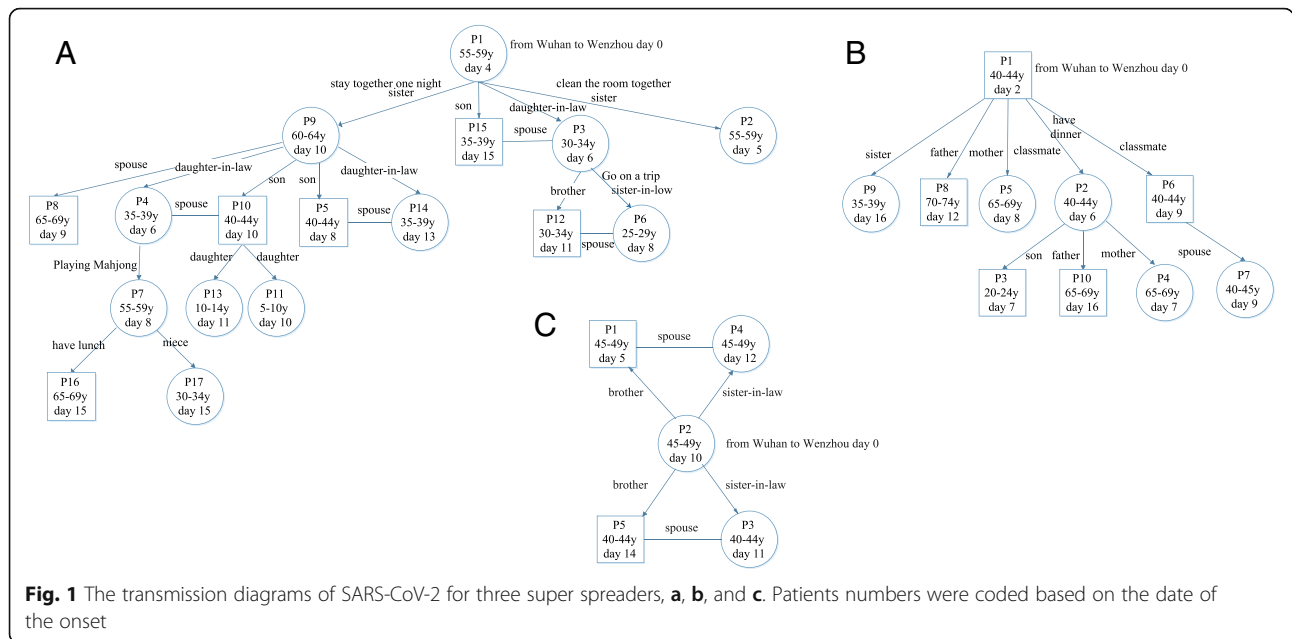 A
P1
55-59y
day 4
from Wuhan to Wenzhou day 0
stay together one night
sister
son
daughter-in-law
clean the room together
sister
P9
60-64y
day 10
P15
35-39y
day 15
spouse
P3
30-34y
day 6
P2
55-59y
day 5
spouse
daughter-in-law
son
son
daughter-in-law
brother
Go on a trip
sister-in-low
P8
65-69y
day 9
P4
35-39y
day 6
spouse
P10
40-44y
day 10
P5
40-44y
day 8
spouse
P14
35-39y
day 13
P12
30-34y
day 11
spouse
P6
25-29y
day 8
Playing Mahjong
daughter
daughter
P7
55-59y
day 8
P13
10-14y
day 11
P11
5-10y
day 10
have lunch
niece
P16
65-69y
day 15
P17
30-34y
day 15
B
P1
40-44y
day 2
from Wuhan to Wenzhou day 0
sister
father
mother
classmate
have
dinner
classmate
P9
35-39y
day 16
P8
70-74y
day 12
P5
65-69y
day 8
P2
40-44y
day 6
P6
40-44y
day 9
son
father
mother
spouse
P3
20-24y
day 7
P10
65-69y
day 16
P4
65-69y
day 7
P7
40-45y
day 9
C
P1
45-49y
day 5
spouse
P4
45-49y
day 12
brother
sister-in-law
P2
45-49y
day 10
from Wuhan to Wenzhou day 0
brother
sister-in-law
P5
40-44y
day 14
spouse
P3
40-44y
day 11
Fig. 1 The transmission diagrams of SARS-CoV-2 for three super spreaders, a, b, and c. Patients numbers were coded based on the date of
the onset